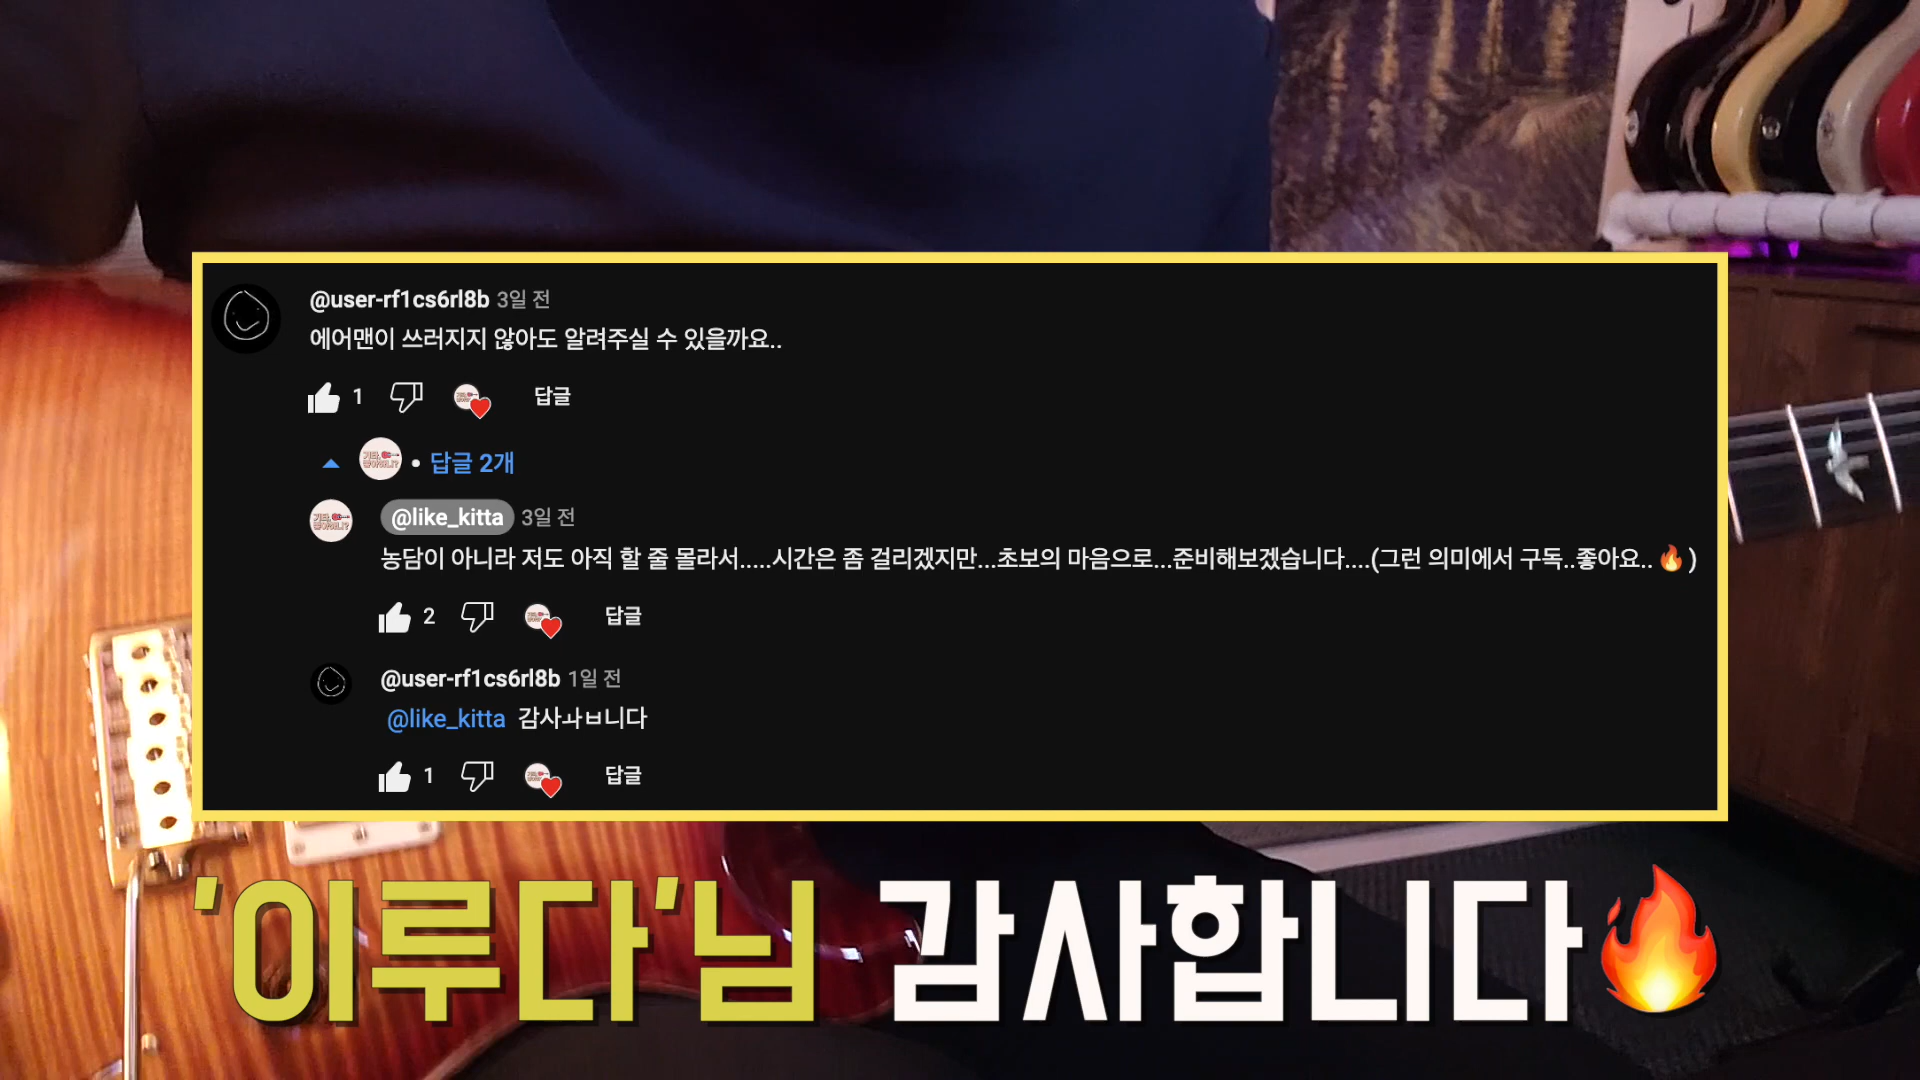 @user-rf1cs6rl8b 3일 전
에어맨이 쓰러지지 않아도 알려주실 수 있을까요..
1 답글
답글 2개
@like_kitta 3일 전
농담이 아니라 저도 아직 할 줄 몰라서.....시간은 좀 걸리겠지만...초보의 마음으로...준비해보겠습니다....(그런 의미에서 구독..좋아요..🔥)
2 답글
@user-rf1cs6rl8b 1일 전
@like_kitta 감사ㅘㅂ니다
1 답글
'이루다'님 감사합니다🔥